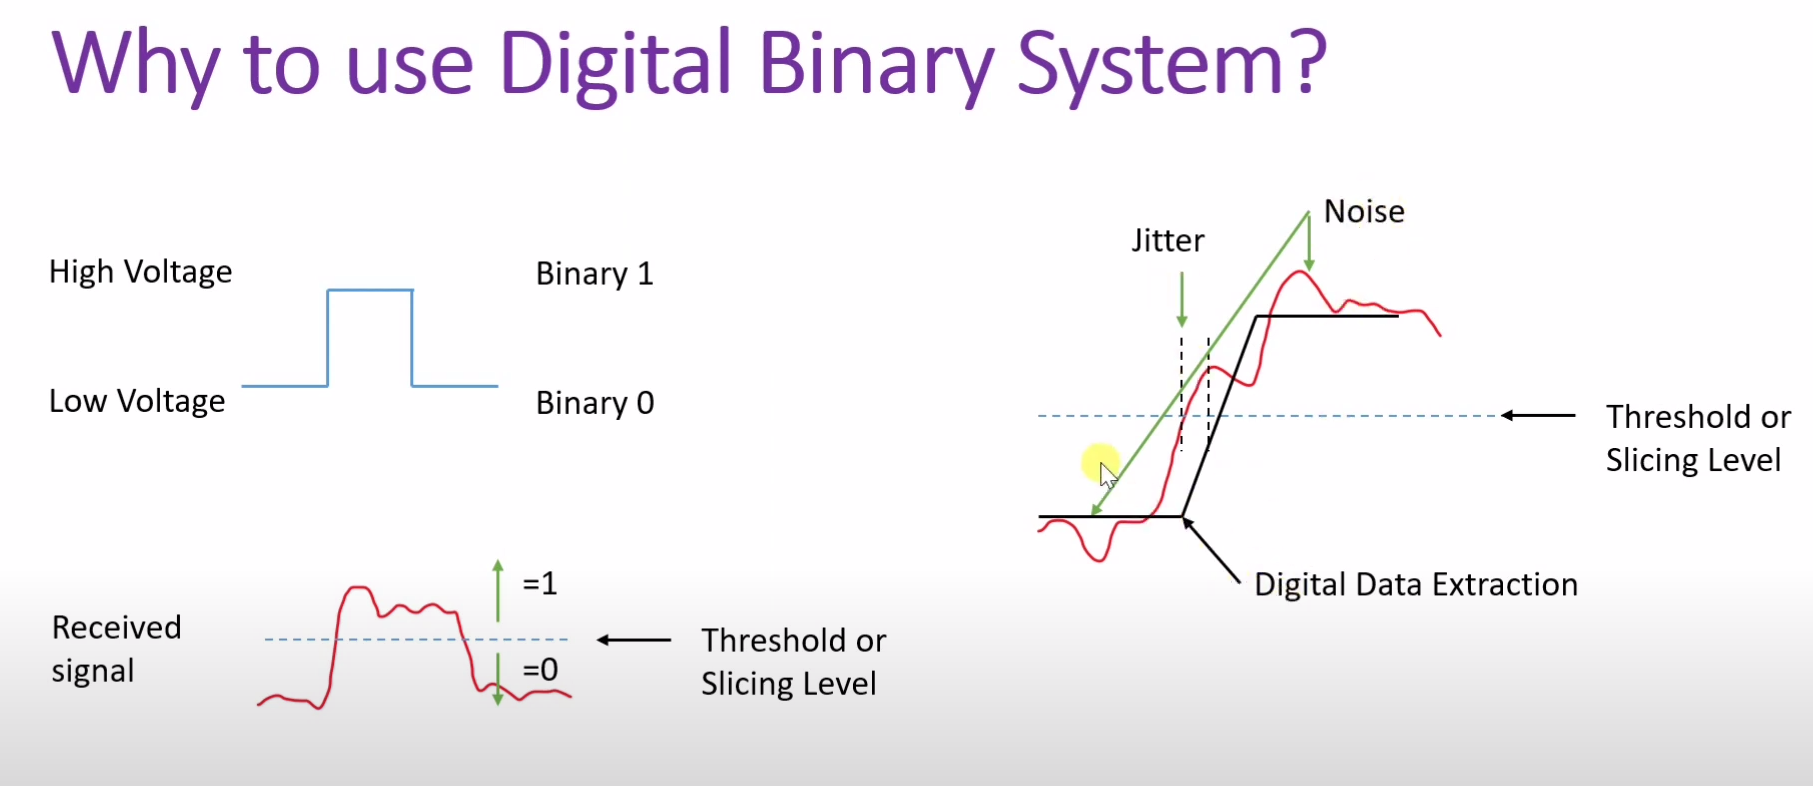 Why to use Digital Binary System?
High Voltage
Binary 1
Low Voltage
Binary 0
Received
signal
=1
=0
Threshold or
Slicing Level
Noise
Jitter
Threshold or
Slicing Level
Digital Data Extraction